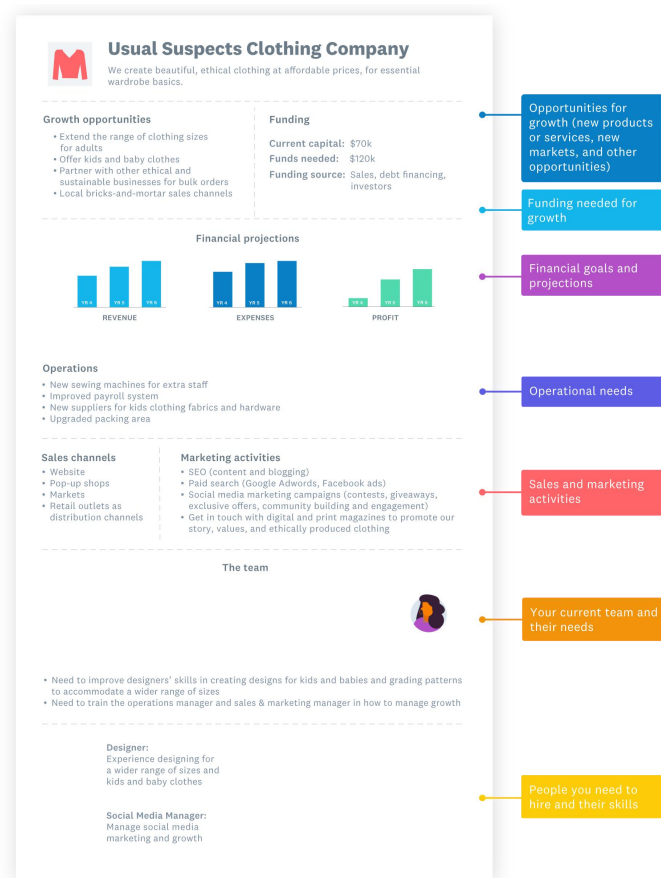 Usual Suspects Clothing Company
We create beautiful, ethical clothing at affordable prices, for essential
wardrobe basics.
Growth opportunities
• Extend the range of clothing sizes
for adults
• Offer kids and baby clothes
• Partner with other ethical and
sustainable businesses for bulk orders
• Local bricks-and-mortar sales channels
Funding
Current capital: $70k
Funds needed: $120k
Funding source: Sales, debt financing,
investors
Opportunities for
growth (new products
or services, new
markets, and other
opportunities)
Funding needed for
growth
Financial projections
YR 4 YR 5 YR 6
REVENUE
YR 4 YR 5 YR 6
EXPENSES
YR 4 YR 5 YR 6
PROFIT
Financial goals and
projections
Operations
• New sewing machines for extra staff
• Improved payroll system
• New suppliers for kids clothing fabrics and hardware
• Upgraded packing area
Operational needs
Sales channels
• Website
• Pop-up shops
• Markets
• Retail outlets as
distribution channels
Marketing activities
• SEO (content and blogging)
• Paid search (Google Adwords, Facebook ads)
• Social media marketing campaigns (contests, giveaways,
exclusive offers, community building and engagement)
• Get in touch with digital and print magazines to promote our
story, values, and ethically produced clothing
Sales and marketing
activities
The team
Your current team and
their needs
• Need to improve designers' skills in creating designs for kids and babies and grading patterns
to accommodate a wider range of sizes
• Need to train the operations manager and sales & marketing manager in how to manage growth
Designer:
Experience designing for
a wider range of sizes and
kids and baby clothes
Social Media Manager:
Manage social media
marketing and growth
People you need to
hire and their skills